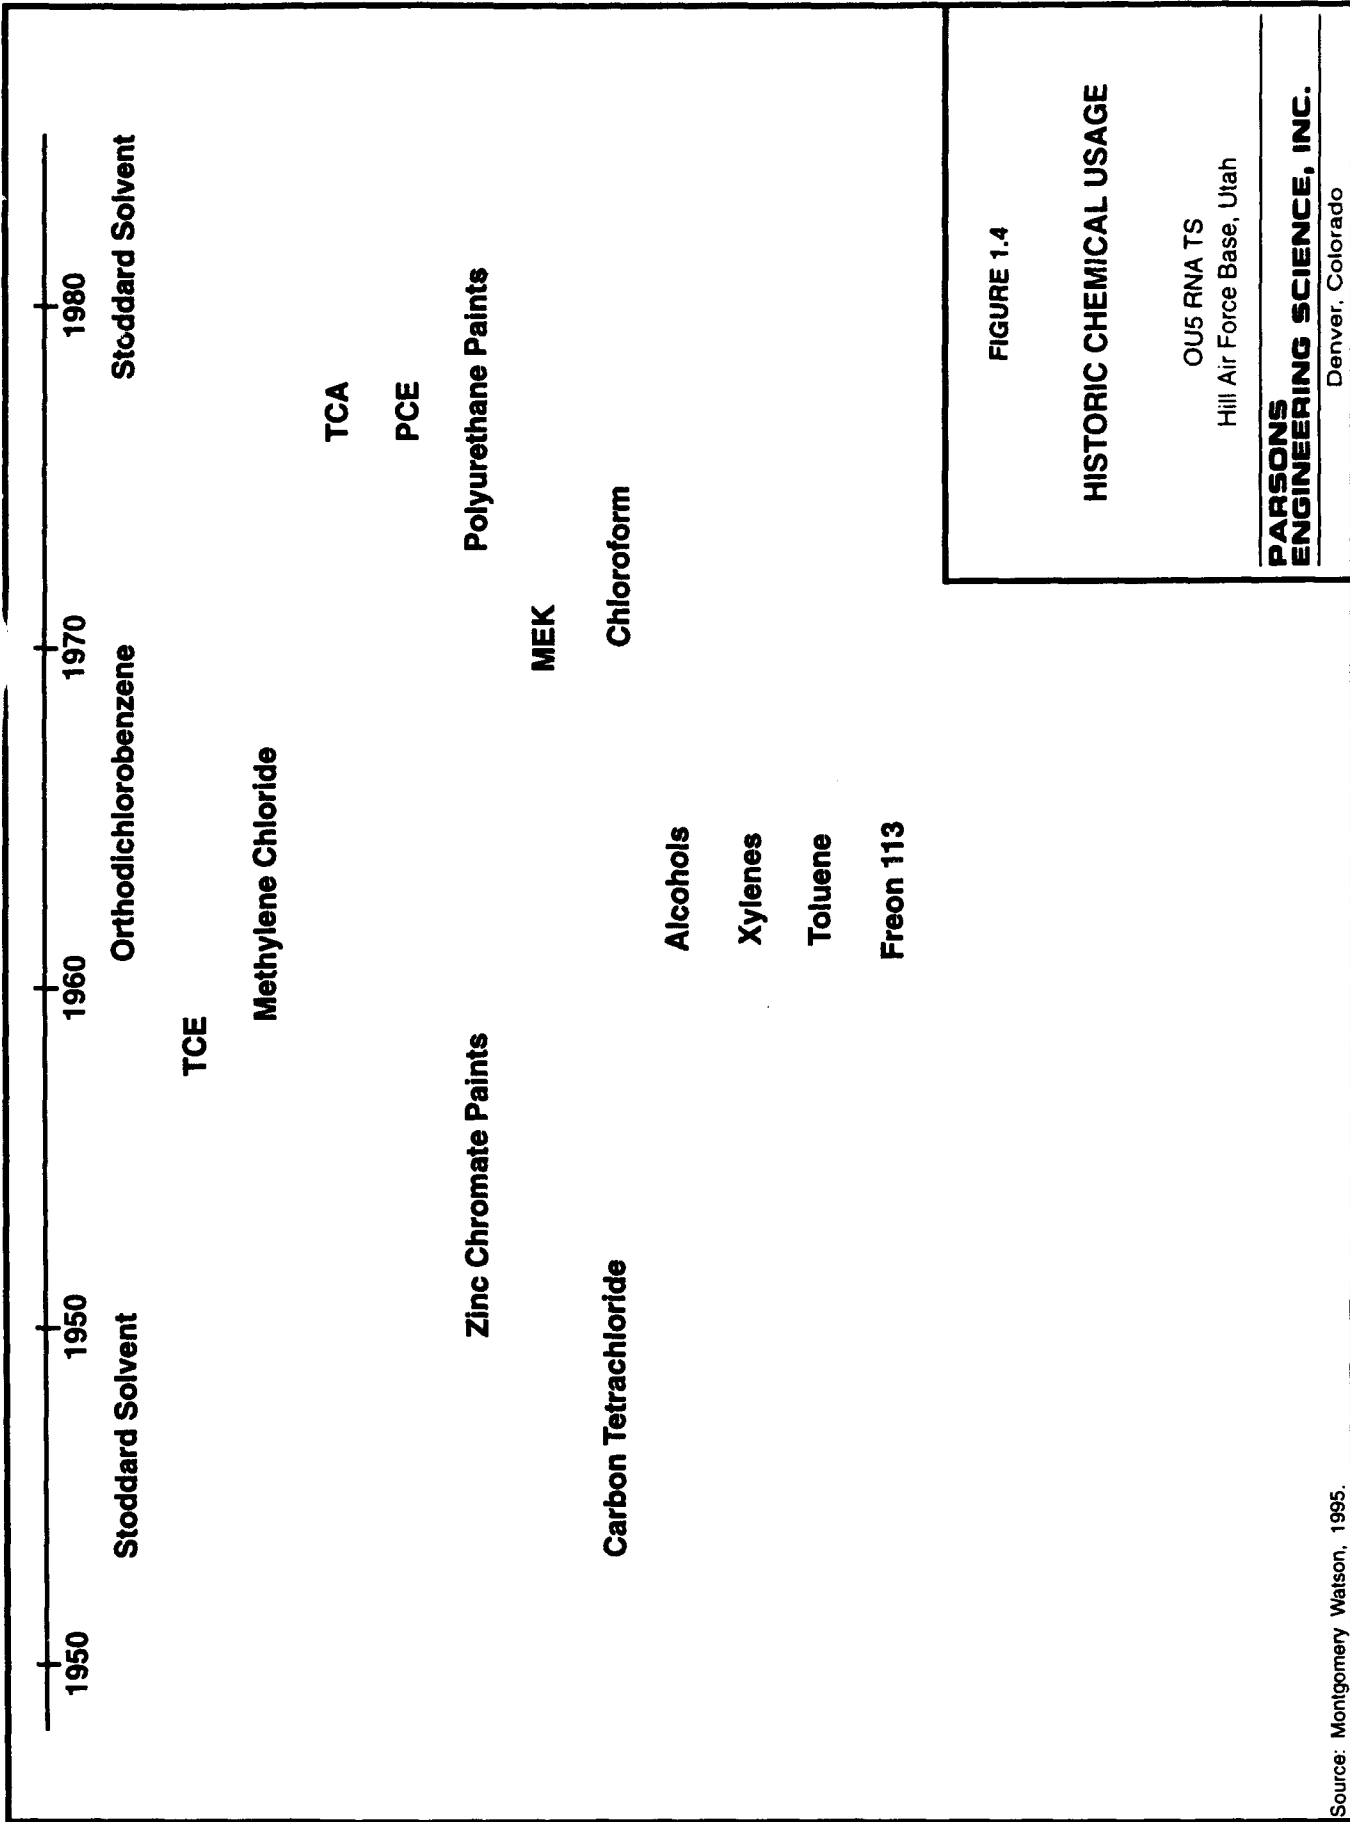 1950 1950 1960 1970 1980
Stoddard Solvent Orthodichlorobenzene Stoddard Solvent
TCE
Methylene Chloride
TCA
PCE
Zinc Chromate Paints Polyurethane Paints
MEK
Carbon Tetrachloride Chloroform
Alcohols
Xylenes
Toluene
Freon 113
FIGURE 1.4
HISTORIC CHEMICAL USAGE
OU5 RNA TS
Hill Air Force Base, Utah
PARSONS
ENGINEERING SCIENCE, INC.
Denver, Colorado
Source: Montgomery Watson, 1995.